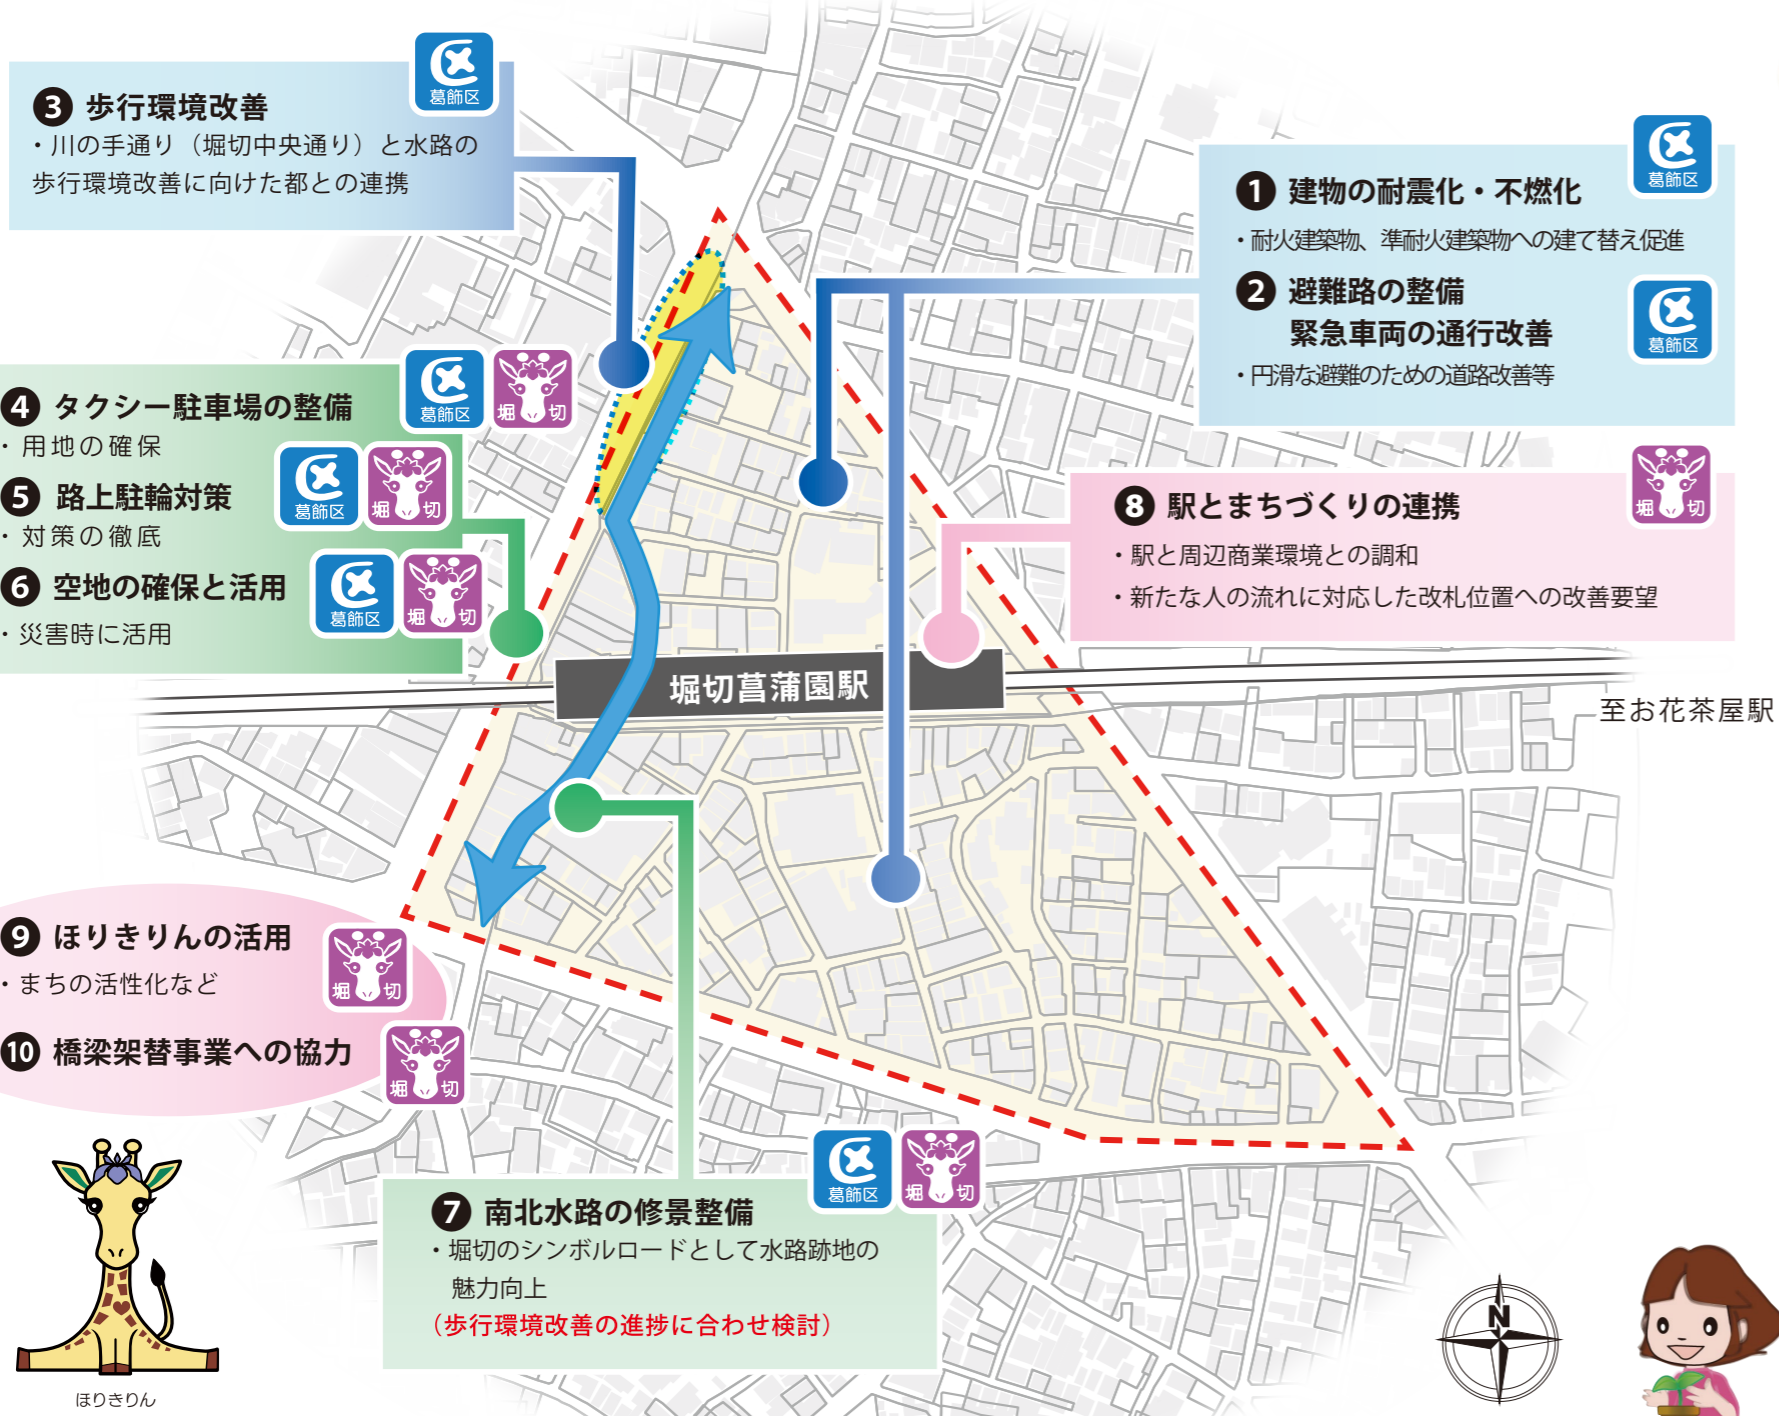 葛飾区
❸ 歩行環境改善
・川の手通り（堀切中央通り）と水路の
歩行環境改善に向けた都との連携
葛飾区
❶ 建物の耐震化・不燃化
・耐火建築物、準耐火建築物への建て替え促進
❷ 避難路の整備
葛飾区
緊急車両の通行改善
・円滑な避難のための道路改善等
葛飾区
堀切
❹ タクシー駐車場の整備
・用地の確保
葛飾区
堀切
❺ 路上駐輪対策
・対策の徹底
葛飾区
堀切
❻ 空地の確保と活用
・災害時に活用
堀切
❽ 駅とまちづくりの連携
・駅と周辺商業環境との調和
・新たな人の流れに対応した改札位置への改善要望
堀切菖蒲園駅
至お花茶屋駅
❾ ほりきりんの活用
堀切
・まちの活性化など
❿ 橋梁架替事業への協力
堀切
葛飾区
堀切
❼ 南北水路の修景整備
・堀切のシンボルロードとして水路跡地の
魅力向上
（歩行環境改善の進捗に合わせ検討）
N
ほりきりん